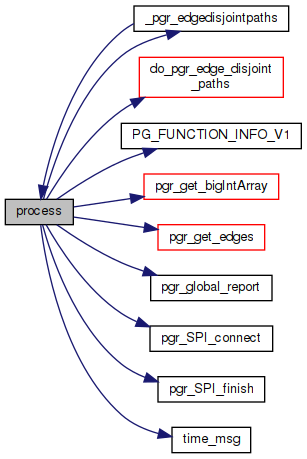 _pgr_edgedisjointpaths
do_pgr_edge_disjoint
_paths
PG_FUNCTION_INFO_V1
process
pgr_get_bigIntArray
pgr_get_edges
pgr_global_report
pgr_SPI_connect
pgr_SPI_finish
time_msg